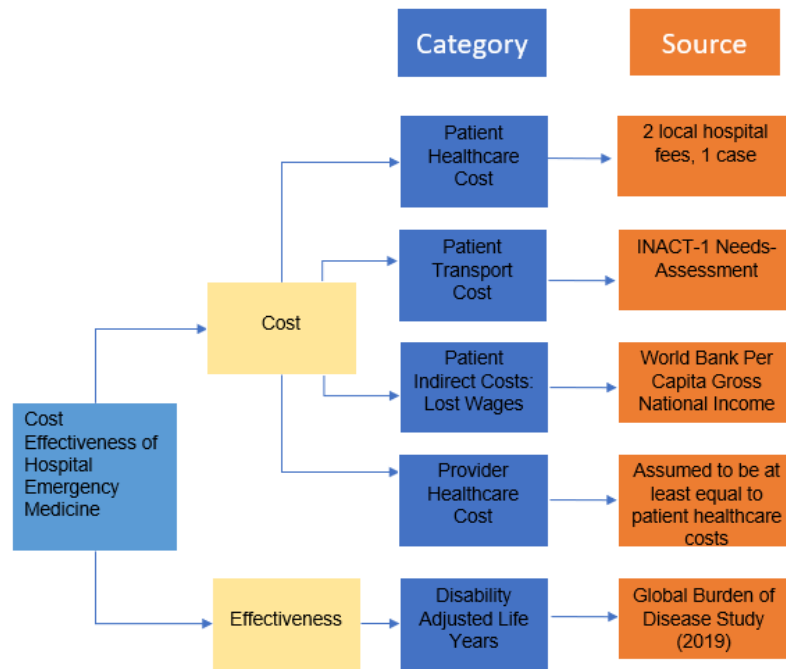 Category
Source
Patient
Healthcare
Cost
2 local hospital
fees, 1 case
Patient
Transport
Cost
INACT-1 Needs-
Assessment
Cost
Patient
Indirect Costs:
Lost Wages
World Bank Per
Capita Gross
National Income
Cost
Effectiveness of
Hospital
Emergency
Medicine
Provider
Healthcare
Cost
Assumed to be at
least equal to
patient healthcare
costs
Effectiveness
Disability
Adjusted Life
Years
Global Burden of
Disease Study
(2019)